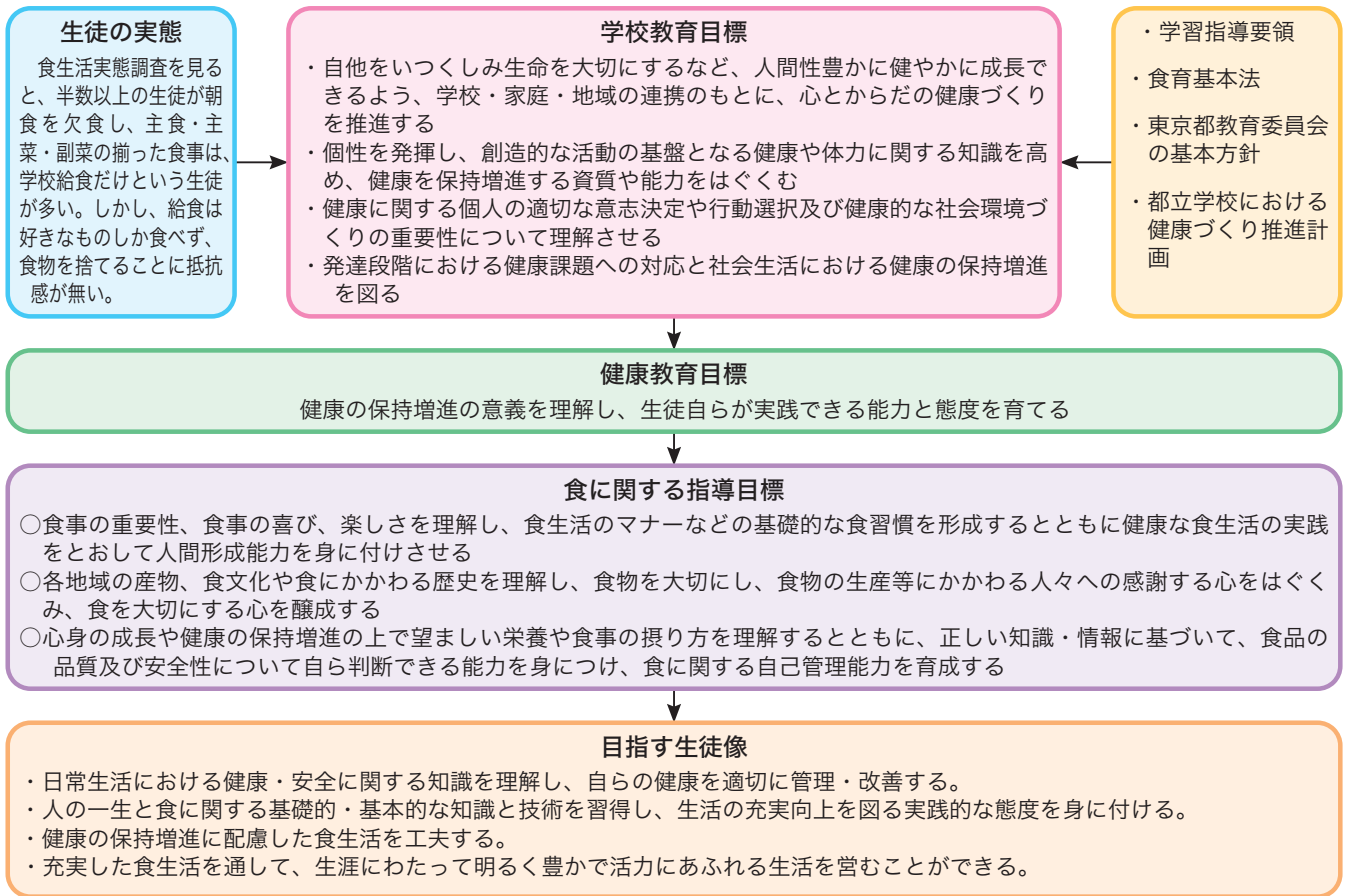 生徒の実態
食生活実態調査を見る
と、半数以上の生徒が朝
食を欠食し、主食・主
菜・副菜の揃った食事は、
学校給食だけという生徒
が多い。しかし、給食は
好きなものしか食べず、
食物を捨てることに抵抗
感が無い。
学校教育目標
・自他をいつくしみ生命を大切にするなど、人間性豊かに健やかに成長で
きるよう、学校・家庭・地域の連携のもとに、心とからだの健康づくり
を推進する
・個性を発揮し、創造的な活動の基盤となる健康や体力に関する知識を高
め、健康を保持増進する資質や能力をはぐくむ
・健康に関する個人の適切な意志決定や行動選択及び健康的な社会環境づ
くりの重要性について理解させる
・発達段階における健康課題への対応と社会生活における健康の保持増進
を図る
・学習指導要領
・食育基本法
・東京都教育委員会
の基本方針
・都立学校における
健康づくり推進計
画
健康教育目標
健康の保持増進の意義を理解し、生徒自らが実践できる能力と態度を育てる
食に関する指導目標
○食事の重要性、食事の喜び、楽しさを理解し、食生活のマナーなどの基礎的な食習慣を形成するとともに健康な食生活の実践
をとおして人間形成能力を身に付けさせる
○各地域の産物、食文化や食にかかわる歴史を理解し、食物を大切にし、食物の生産等にかかわる人々への感謝する心をはぐく
み、食を大切にする心を醸成する
○心身の成長や健康の保持増進の上で望ましい栄養や食事の摂り方を理解するとともに、正しい知識・情報に基づいて、食品の
品質及び安全性について自ら判断できる能力を身につけ、食に関する自己管理能力を育成する
目指す生徒像
・日常生活における健康・安全に関する知識を理解し、自らの健康を適切に管理・改善する。
・人の一生と食に関する基礎的・基本的な知識と技術を習得し、生活の充実向上を図る実践的な態度を身に付ける。
・健康の保持増進に配慮した食生活を工夫する。
・充実した食生活を通して、生涯にわたって明るく豊かで活力にあふれる生活を営むことができる。